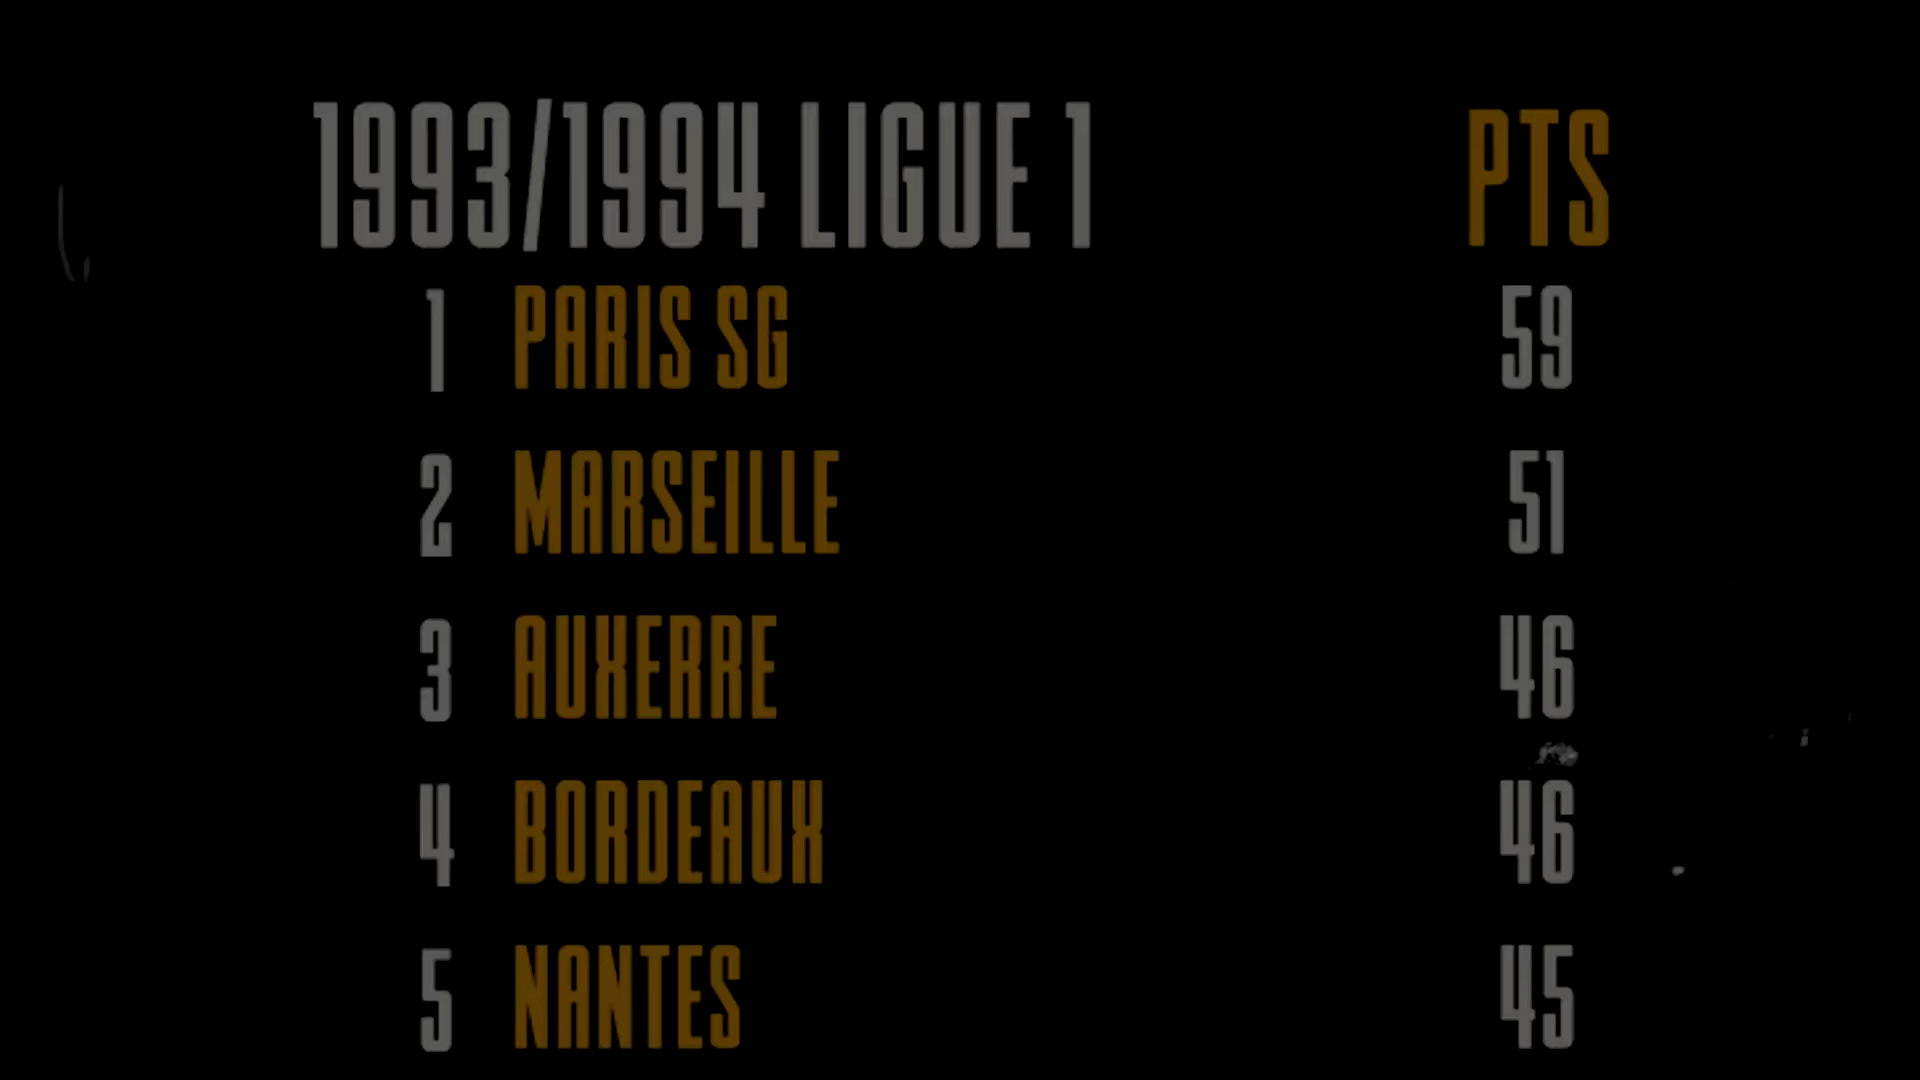 1993/1994 LIGUE 1 PTS
1 PARIS SG 59
2 MARSEILLE 51
3 AUXERRE 46
4 BORDEAUX 46
5 NANTES 45